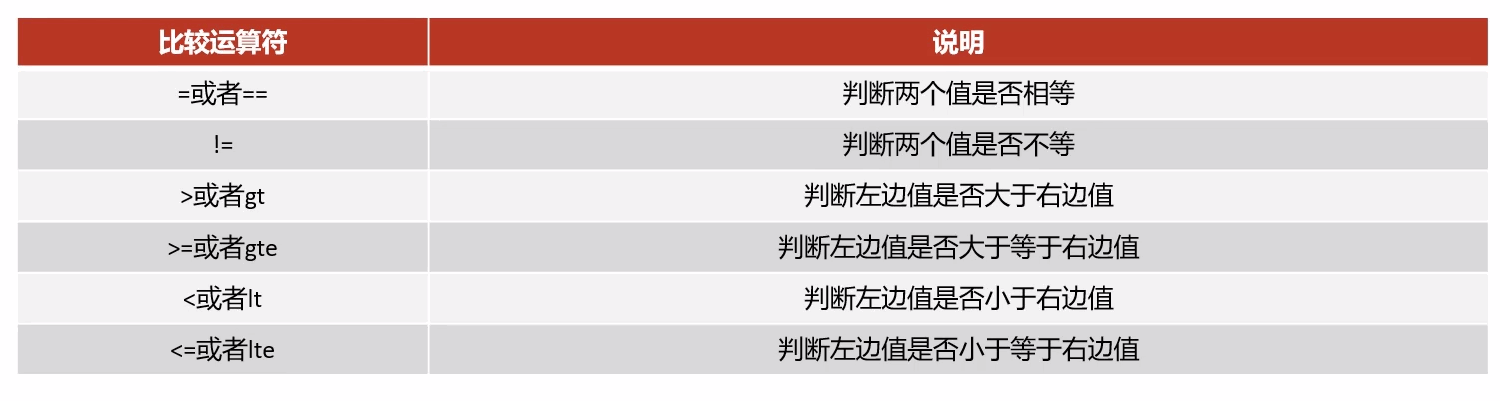 比较运算符 说明
=或者== 判断两个值是否相等
!= 判断两个值是否不等
>或者gt 判断左边值是否大于右边值
>=或者gte 判断左边值是否大于等于右边值
<或者lt 判断左边值是否小于右边值
<=或者lte 判断左边值是否小于等于右边值